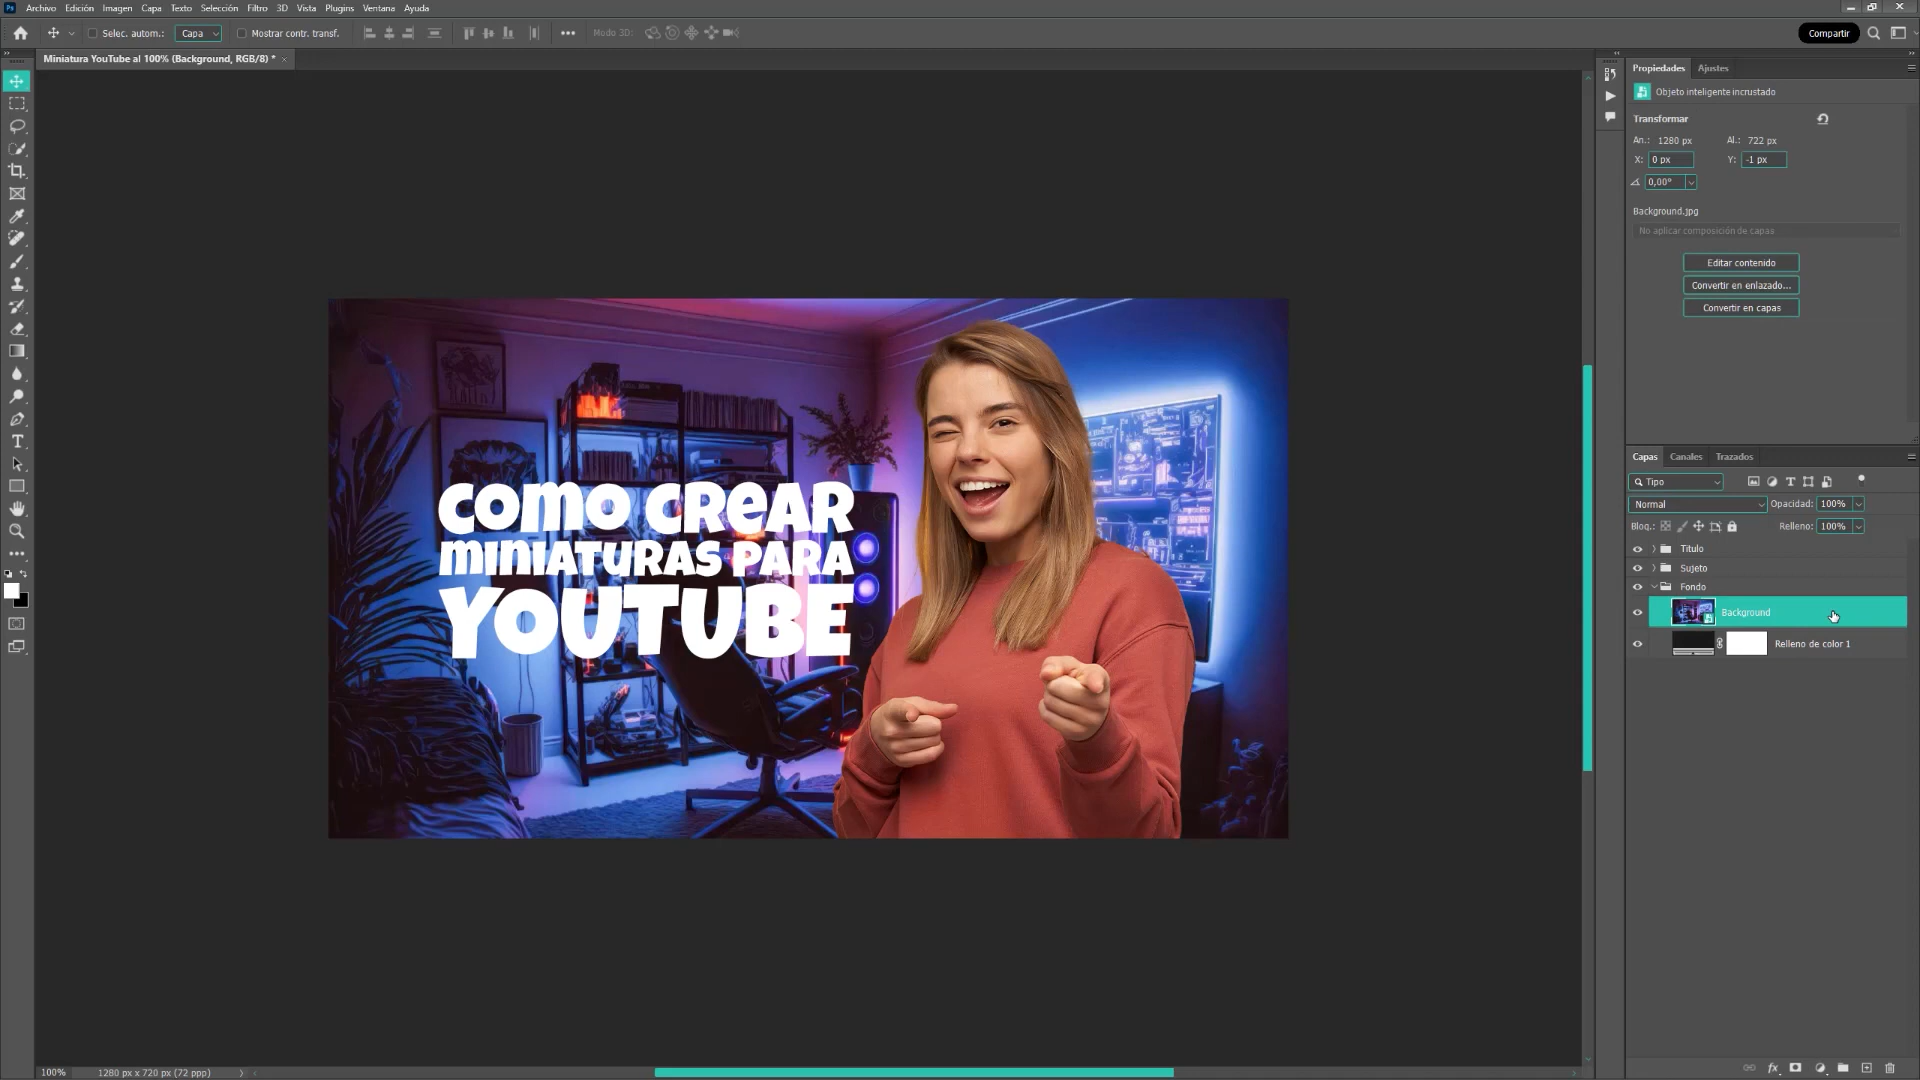 Ps Archivo Edición Imagen Capa Texto Selección Filtro 3D Vista Plugins Ventana Ayuda
Selec. autom.: Capa Mostrar contr. transf. Modo 3D: Compartir
Miniatura YouTube al 100% (Background, RGB/8) *
Propiedades Ajustes
Objeto inteligente incrustado
Transformar
An.: 1280 px Al.: 722 px
X: 0 px Y: -1 px
0,00°
Background.jpg
No aplicar composición de capas
Editar contenido
Convertir en enlazado...
Convertir en capas
COMO CREAR
MINIATURAS PARA
YOUTUBE
Capas Canales Trazados
Tipo
Normal Opacidad: 100%
Bloq.: Relleno: 100%
Titulo
Sujeto
Fondo
Background
Relleno de color 1
100% 1280 px x 720 px (72 ppp)